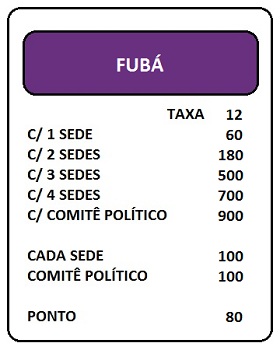 FUBÁ
TAXA 12
C/ 1 SEDE 60
C/ 2 SEDES 180
C/ 3 SEDES 500
C/ 4 SEDES 700
C/ COMITÊ POLÍTICO 900
CADA SEDE 100
COMITÊ POLÍTICO 100
PONTO 80